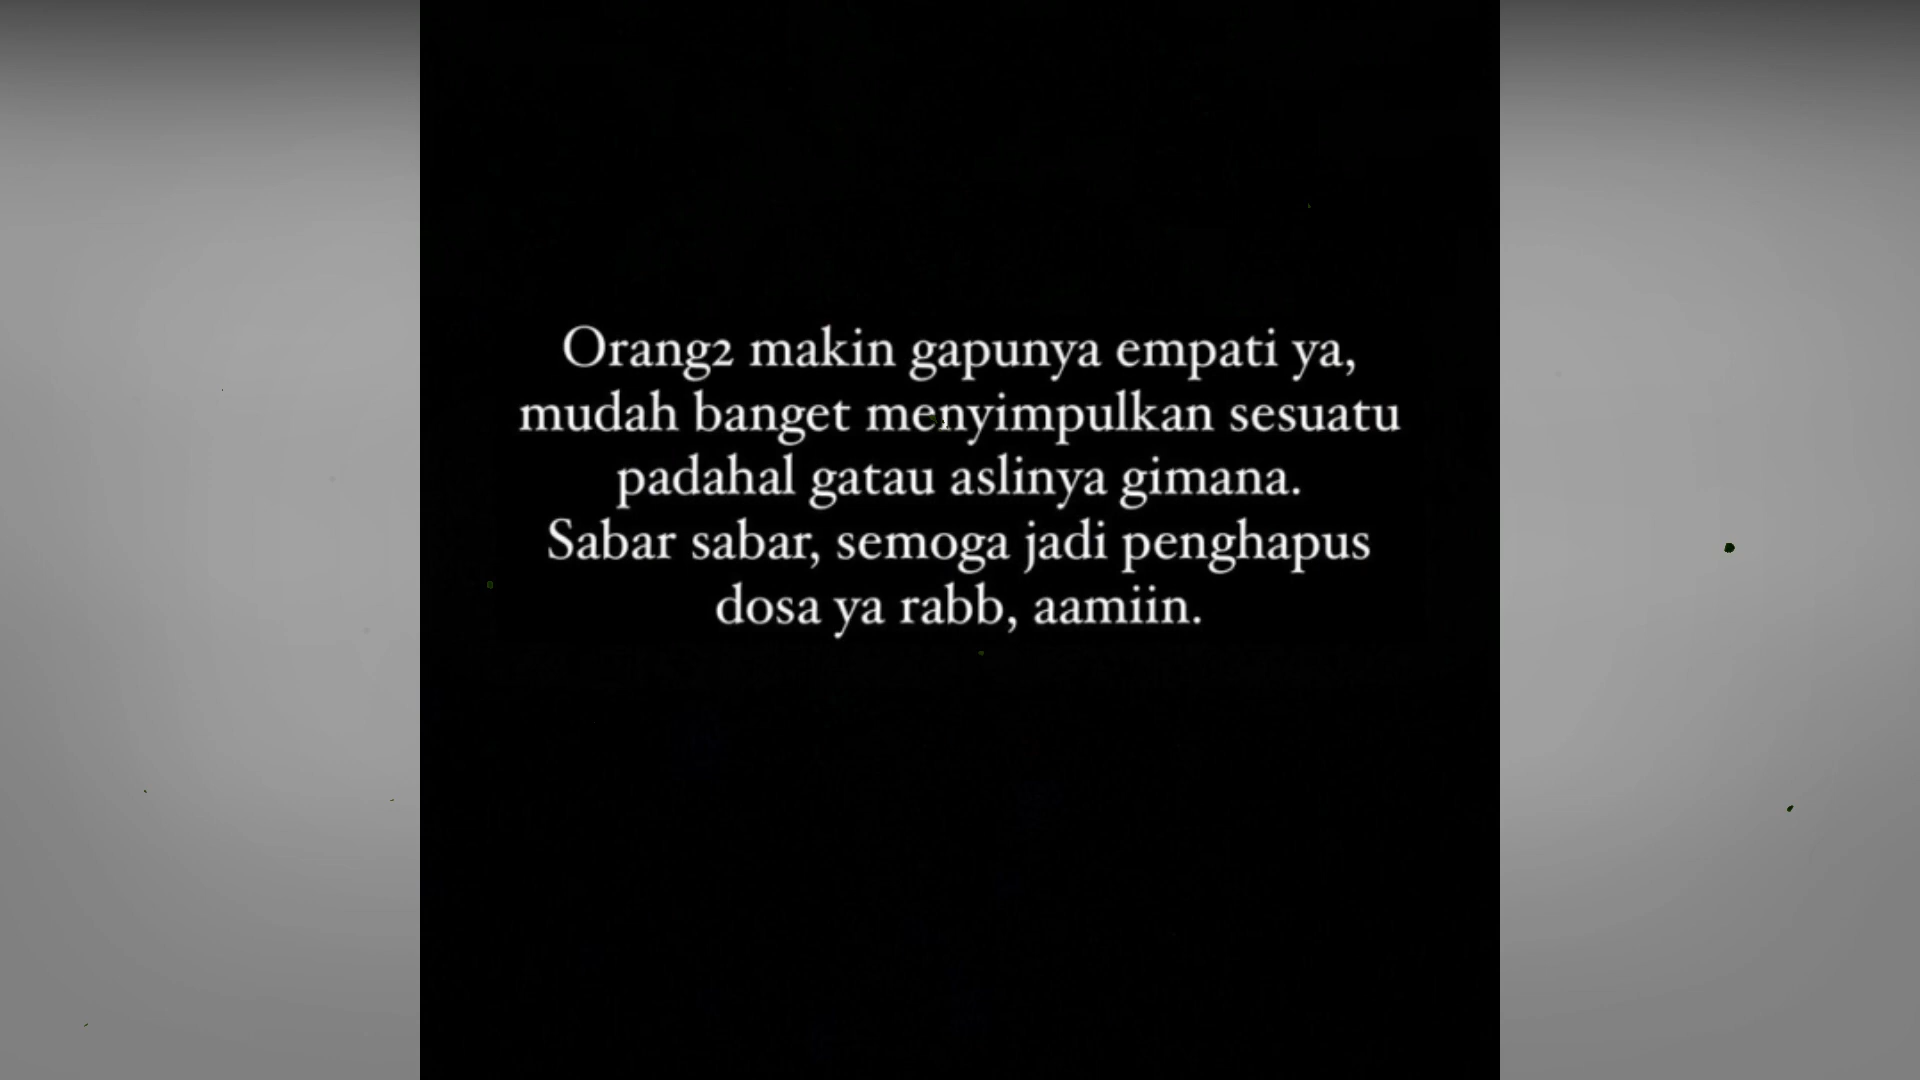 Orang2 makin gapunya empati ya,
mudah banget menyimpulkan sesuatu
padahal gatau aslinya gimana.
Sabar sabar, semoga jadi penghapus
dosa ya rabb, aamiin.